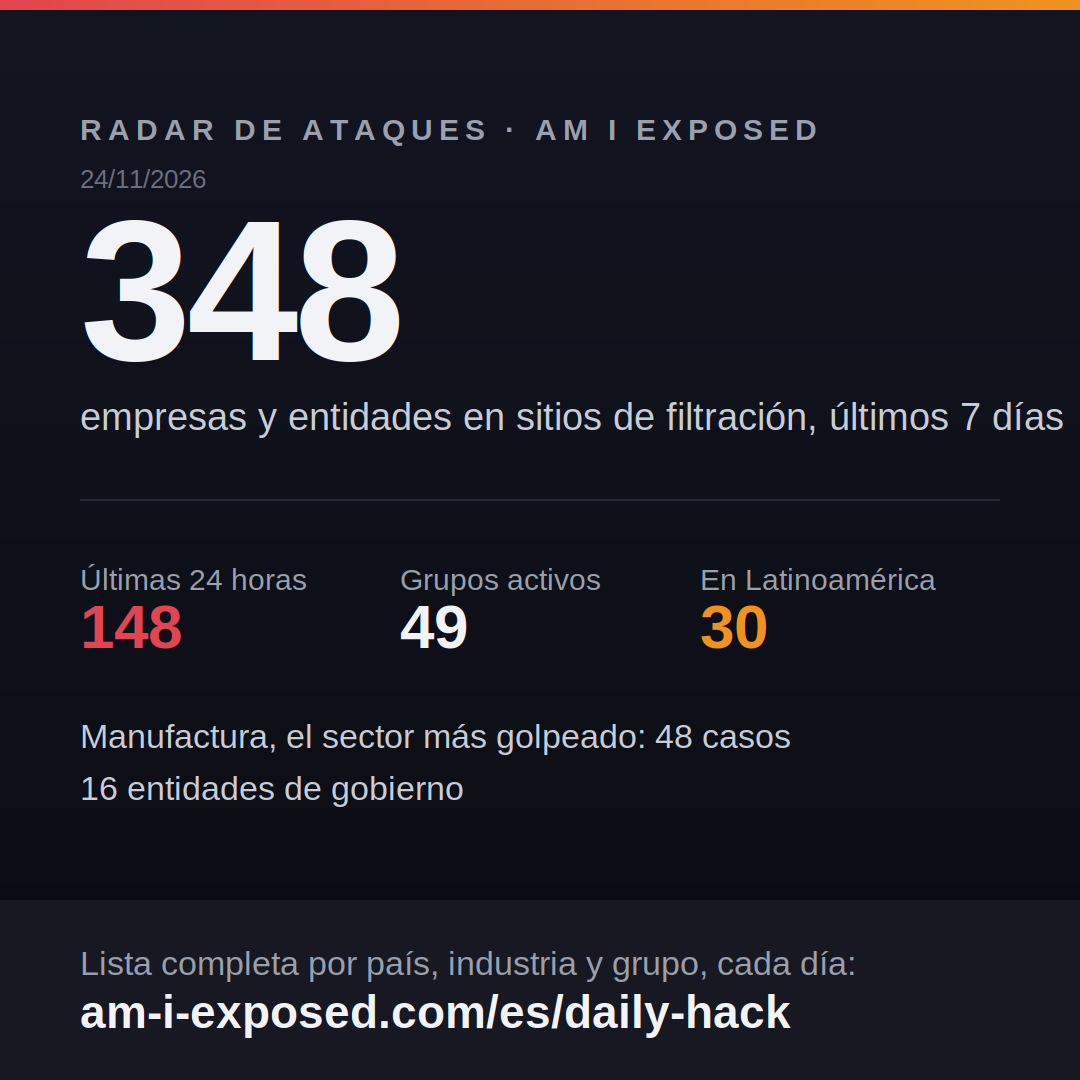 RADAR DE ATAQUES · AM I EXPOSED
24/11/2026
348
empresas y entidades en sitios de filtración, últimos 7 días
Últimas 24 horas
148
Grupos activos
49
En Latinoamérica
30
Manufactura, el sector más golpeado: 48 casos
16 entidades de gobierno
Lista completa por país, industria y grupo, cada día:
am-i-exposed.com/es/daily-hack